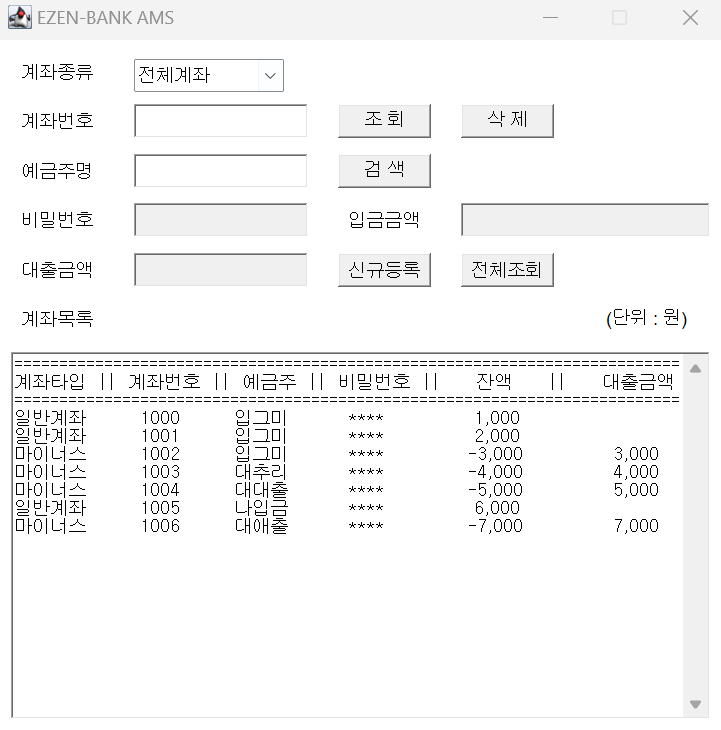 EZEN-BANK AMS
계좌종류 전체계좌
계좌번호 조 회 삭 제
예금주명 검 색
비밀번호 입금금액
대출금액 신규등록 전체조회
계좌목록 (단위 : 원)
==========================================================================
계좌타입 || 계좌번호 || 예금주 || 비밀번호 || 잔액 || 대출금액
==========================================================================
일반계좌 1000 입그미 **** 1,000
일반계좌 1001 입그미 **** 2,000
마이너스 1002 입그미 **** -3,000 3,000
마이너스 1003 대추리 **** -4,000 4,000
마이너스 1004 대대출 **** -5,000 5,000
일반계좌 1005 나입금 **** 6,000
마이너스 1006 대애출 **** -7,000 7,000